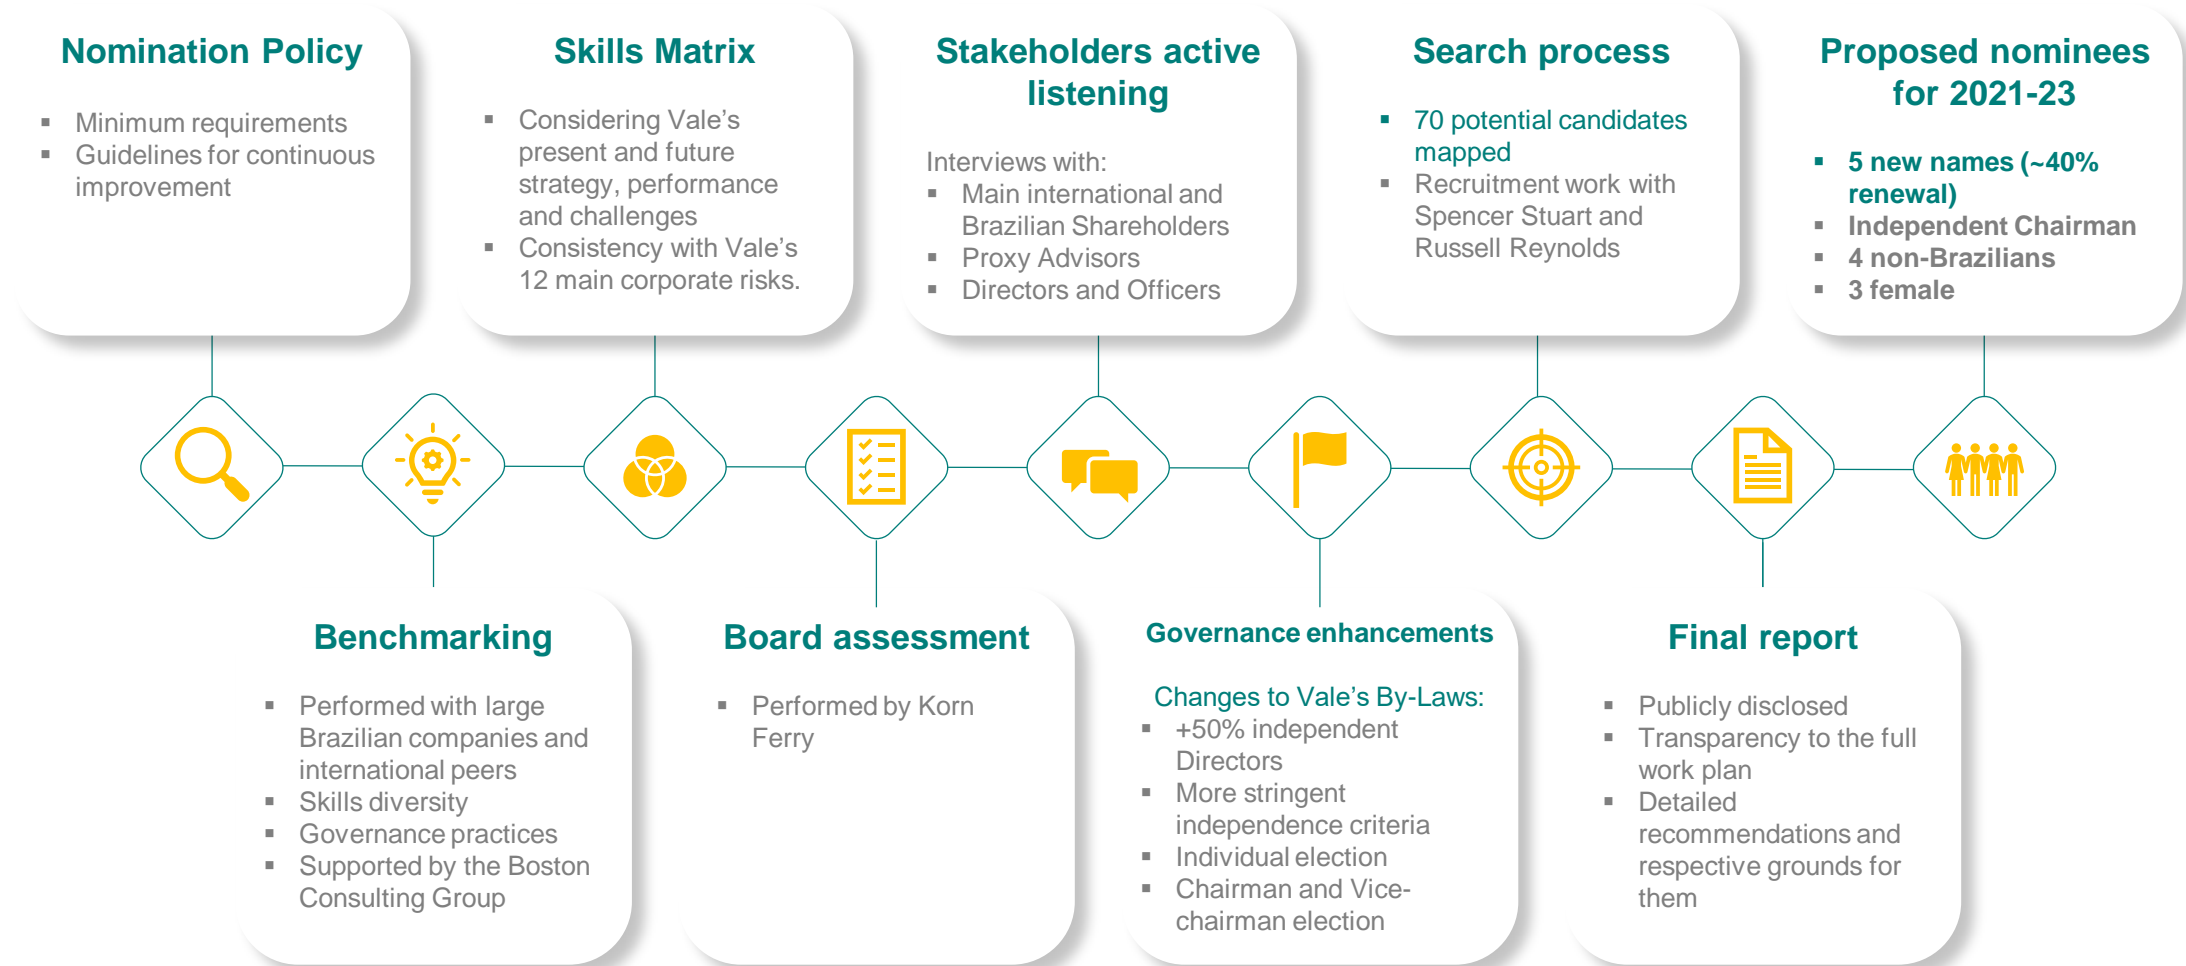 Nomination Policy
▪ Minimum requirements
▪ Guidelines for continuous
improvement
Skills Matrix
▪ Considering Vale's
present and future
strategy, performance
and challenges
▪ Consistency with Vale's
12 main corporate risks.
Stakeholders active
listening
Interviews with:
▪ Main international and
Brazilian Shareholders
▪ Proxy Advisors
▪ Directors and Officers
Search process
▪ 70 potential candidates
mapped
▪ Recruitment work with
Spencer Stuart and
Russell Reynolds
Proposed nominees
for 2021-23
▪ 5 new names (~40%
renewal)
▪ Independent Chairman
▪ 4 non-Brazilians
▪ 3 female
Benchmarking
▪ Performed with large
Brazilian companies and
international peers
▪ Skills diversity
▪ Governance practices
▪ Supported by the Boston
Consulting Group
Board assessment
▪ Performed by Korn
Ferry
Governance enhancements
Changes to Vale's By-Laws:
▪ +50% independent
Directors
▪ More stringent
independence criteria
▪ Individual election
▪ Chairman and Vice-
chairman election
Final report
▪ Publicly disclosed
▪ Transparency to the full
work plan
▪ Detailed
recommendations and
respective grounds for
them